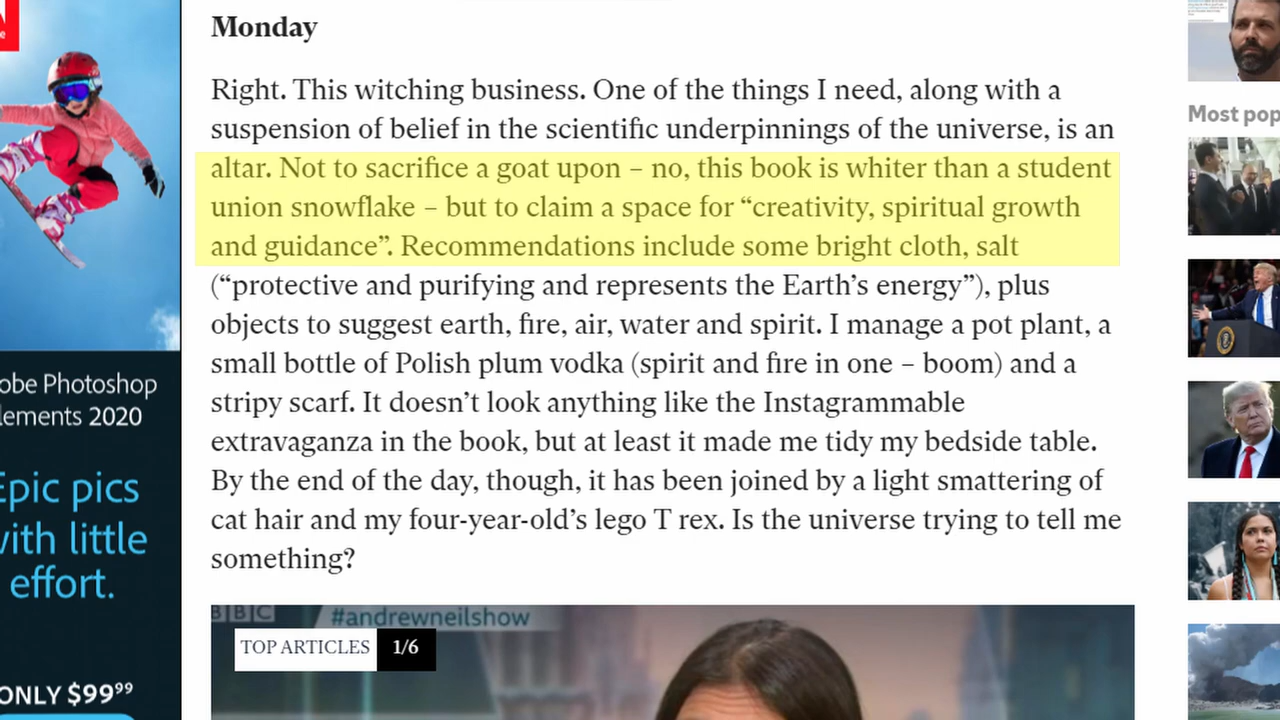 Monday
Right. This witching business. One of the things I need, along with a
suspension of belief in the scientific underpinnings of the universe, is an
altar. Not to sacrifice a goat upon – no, this book is whiter than a student
union snowflake – but to claim a space for “creativity, spiritual growth
and guidance”. Recommendations include some bright cloth, salt
(“protective and purifying and represents the Earth’s energy”), plus
objects to suggest earth, fire, air, water and spirit. I manage a pot plant, a
small bottle of Polish plum vodka (spirit and fire in one – boom) and a
stripy scarf. It doesn’t look anything like the Instagrammable
extravaganza in the book, but at least it made me tidy my bedside table.
By the end of the day, though, it has been joined by a light smattering of
cat hair and my four-year-old’s lego T rex. Is the universe trying to tell me
something?
BBC #andrewneilshow
TOP ARTICLES 1/6
obe Photoshop
lements 2020
Epic pics
with little
effort.
ONLY $99⁹⁹
Most pop